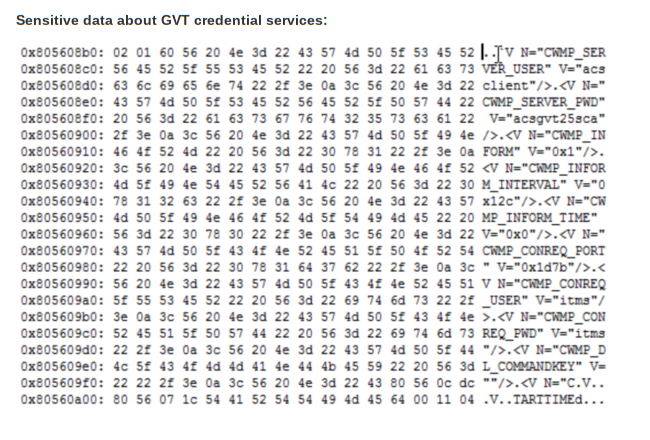 Sensitive data about GVT credential services:
0x805608b0: 02 01 60 56 20 4e 3d 22 43 57 4d 50 5f 53 45 52 ..`V N="CWMP_SER
0x805608c0: 56 45 52 5f 55 53 45 52 22 20 56 3d 22 61 63 73 VER_USER" V="acs
0x805608d0: 63 6c 69 65 6e 74 22 2f 3e 0a 3c 56 20 4e 3d 22 client"/>.<V N="
0x805608e0: 43 57 4d 50 5f 53 45 52 56 45 52 5f 50 57 44 22 CWMP_SERVER_PWD"
0x805608f0: 20 56 3d 22 61 63 73 67 76 74 32 35 73 63 61 22  V="acsgvt25sca"
0x80560900: 2f 3e 0a 3c 56 20 4e 3d 22 43 57 4d 50 5f 49 4e />.<V N="CWMP_IN
0x80560910: 46 4f 52 4d 22 20 56 3d 22 30 78 31 22 2f 3e 0a FORM" V="0x1"/>.
0x80560920: 3c 56 20 4e 3d 22 43 57 4d 50 5f 49 4e 46 4f 52 <V N="CWMP_INFOR
0x80560930: 4d 5f 49 4e 54 45 52 56 41 4c 22 20 56 3d 22 30 M_INTERVAL" V="0
0x80560940: 78 31 32 63 22 2f 3e 0a 3c 56 20 4e 3d 22 43 57 x12c"/>.<V N="CW
0x80560950: 4d 50 5f 49 4e 46 4f 52 4d 5f 54 49 4d 45 22 20 MP_INFORM_TIME"
0x80560960: 56 3d 22 30 78 30 22 2f 3e 0a 3c 56 20 4e 3d 22 V="0x0"/>.<V N="
0x80560970: 43 57 4d 50 5f 43 4f 4e 52 45 51 5f 50 4f 52 54 CWMP_CONREQ_PORT
0x80560980: 22 20 56 3d 22 30 78 31 64 37 62 22 2f 3e 0a 3c " V="0x1d7b"/>.<
0x80560990: 56 20 4e 3d 22 43 57 4d 50 5f 43 4f 4e 52 45 51 V N="CWMP_CONREQ
0x805609a0: 5f 55 53 45 52 22 20 56 3d 22 69 74 6d 73 22 2f _USER" V="itms"/
0x805609b0: 3e 0a 3c 56 20 4e 3d 22 43 57 4d 50 5f 43 4f 4e >.<V N="CWMP_CON
0x805609c0: 52 45 51 5f 50 57 44 22 20 56 3d 22 69 74 6d 73 REQ_PWD" V="itms
0x805609d0: 22 2f 3e 0a 3c 56 20 4e 3d 22 43 57 4d 50 5f 44 "/>.<V N="CWMP_D
0x805609e0: 4c 5f 43 4f 4d 4d 41 4e 44 4b 45 59 22 20 56 3d L_COMMANDKEY" V=
0x805609f0: 22 22 2f 3e 0a 3c 56 20 4e 3d 22 43 80 56 0c dc ""/>.<V N="C.V..
0x80560a00: 80 56 07 1c 54 41 52 54 54 49 4d 45 64 00 11 04 .V..TARTTIMEd...